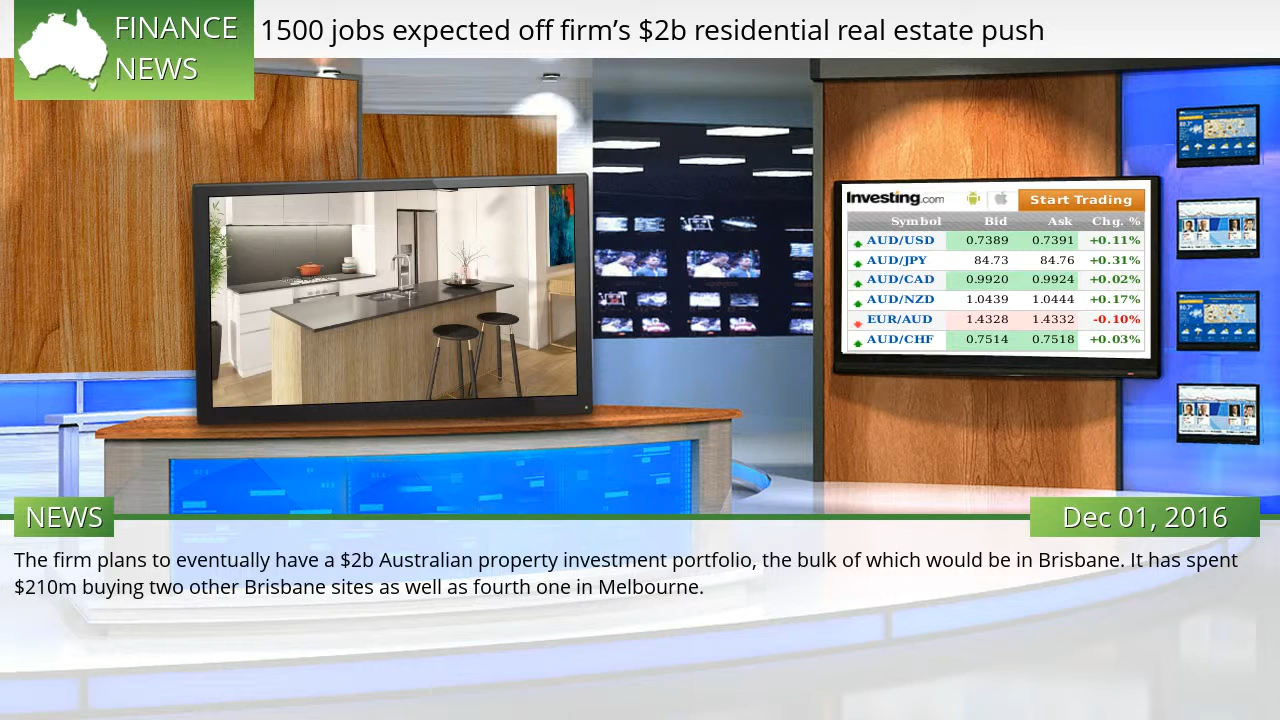 FINANCE
NEWS
1500 jobs expected off firm’s $2b residential real estate push
Investing.com
Start Trading
Symbol Bid Ask Chg. %
AUD/USD 0.7389 0.7391 +0.11%
AUD/JPY 84.73 84.76 +0.31%
AUD/CAD 0.9920 0.9924 +0.02%
AUD/NZD 1.0439 1.0444 +0.17%
EUR/AUD 1.4328 1.4332 -0.10%
AUD/CHF 0.7514 0.7518 +0.03%
NEWS
Dec 01, 2016
The firm plans to eventually have a $2b Australian property investment portfolio, the bulk of which would be in Brisbane. It has spent
$210m buying two other Brisbane sites as well as fourth one in Melbourne.